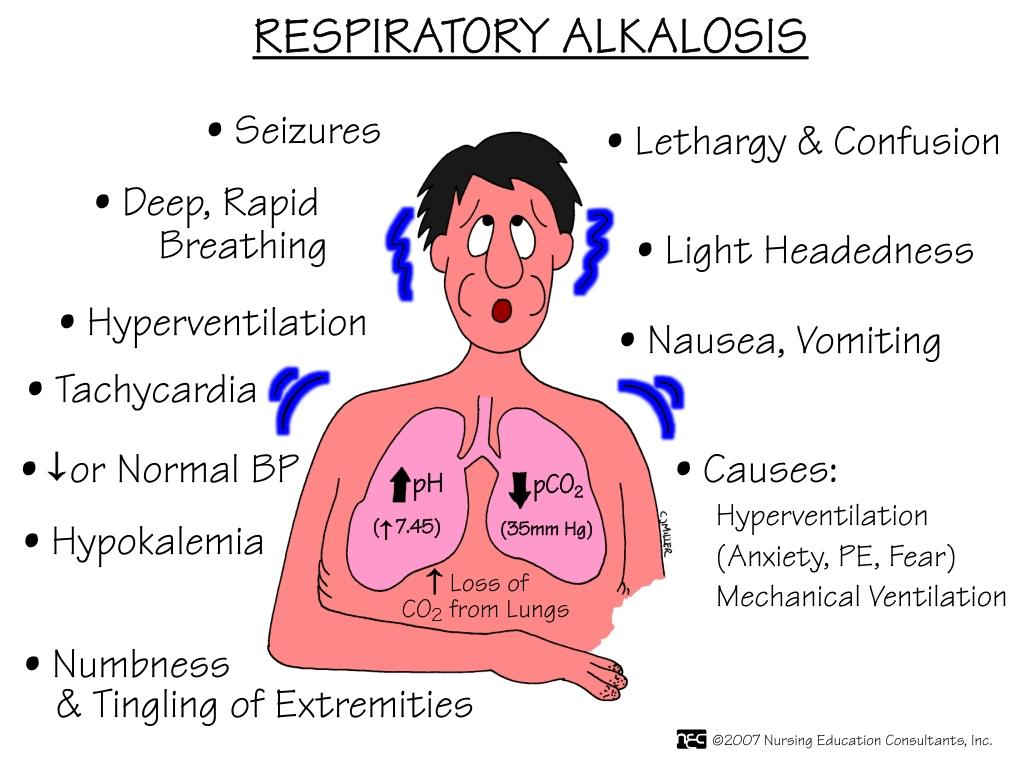 RESPIRATORY ALKALOSIS
• Seizures
• Deep, Rapid
Breathing
• Hyperventilation
• Tachycardia
• ↓or Normal BP
• Hypokalemia
• Numbness
& Tingling of Extremities
• Lethargy & Confusion
• Light Headedness
• Nausea, Vomiting
• Causes:
Hyperventilation
(Anxiety, PE, Fear)
Mechanical Ventilation
↑pH
(↑7.45)
↓pCO₂
(35mm Hg)
↑ Loss of
CO₂ from Lungs
CJMILLER
nec ©2007 Nursing Education Consultants, Inc.